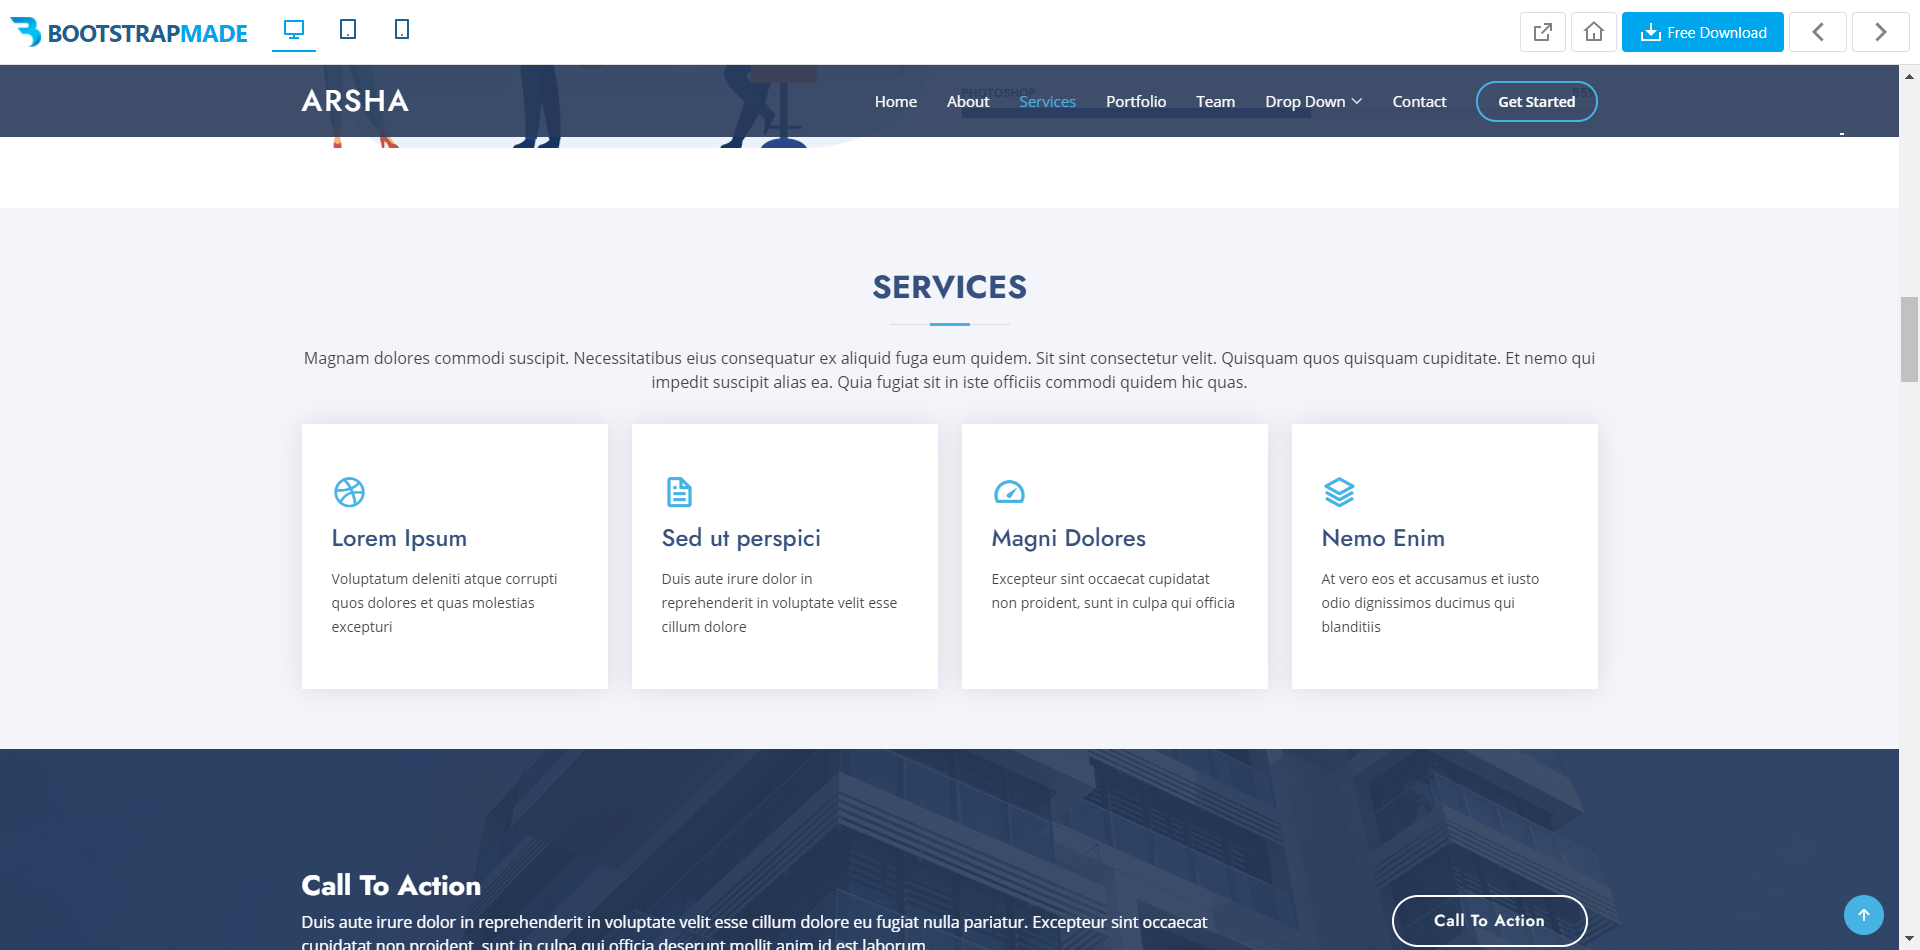 BOOTSTRAPMADE
Free Download
ARSHA
Home About Services Portfolio Team Drop Down Contact Get Started
PHOTOSHOP
SERVICES
Magnam dolores commodi suscipit. Necessitatibus eius consequatur ex aliquid fuga eum quidem. Sit sint consectetur velit. Quisquam quos quisquam cupiditate. Et nemo qui
impedit suscipit alias ea. Quia fugiat sit in iste officiis commodi quidem hic quas.
Lorem Ipsum
Voluptatum deleniti atque corrupti
quos dolores et quas molestias
excepturi
Sed ut perspici
Duis aute irure dolor in
reprehenderit in voluptate velit esse
cillum dolore
Magni Dolores
Excepteur sint occaecat cupidatat
non proident, sunt in culpa qui officia
Nemo Enim
At vero eos et accusamus et iusto
odio dignissimos ducimus qui
blanditiis
Call To Action
Duis aute irure dolor in reprehenderit in voluptate velit esse cillum dolore eu fugiat nulla pariatur. Excepteur sint occaecat
cupidatat non proident, sunt in culpa qui officia deserunt mollit anim id est laborum.
Call To Action